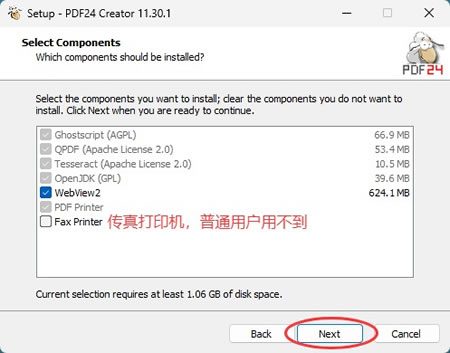 Setup - PDF24 Creator 11.30.1
Select Components
Which components should be installed?
PDF24
Select the components you want to install; clear the components you do not want to
install. Click Next when you are ready to continue.
Ghostscript (AGPL) 66.9 MB
QPDF (Apache License 2.0) 53.4 MB
Tesseract (Apache License 2.0) 10.5 MB
OpenJDK (GPL) 39.6 MB
WebView2 624.1 MB
PDF Printer
Fax Printer 传真打印机，普通用户用不到
Current selection requires at least 1.06 GB of disk space.
Back Next Cancel